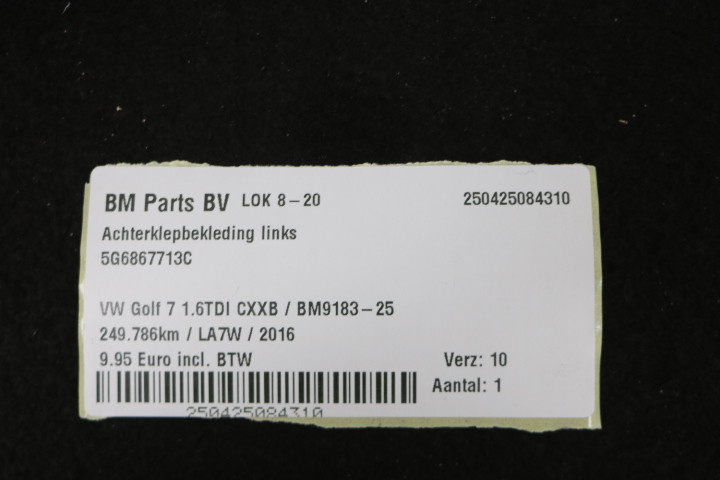 BM Parts BV LOK 8-20 250425084310
Achterklepbekleding links
5G6867713C
VW Golf 7 1.6TDI CXXB / BM9183-25
249.786km / LA7W / 2016
9.95 Euro incl. BTW Verz: 10
Aantal: 1
250425084310